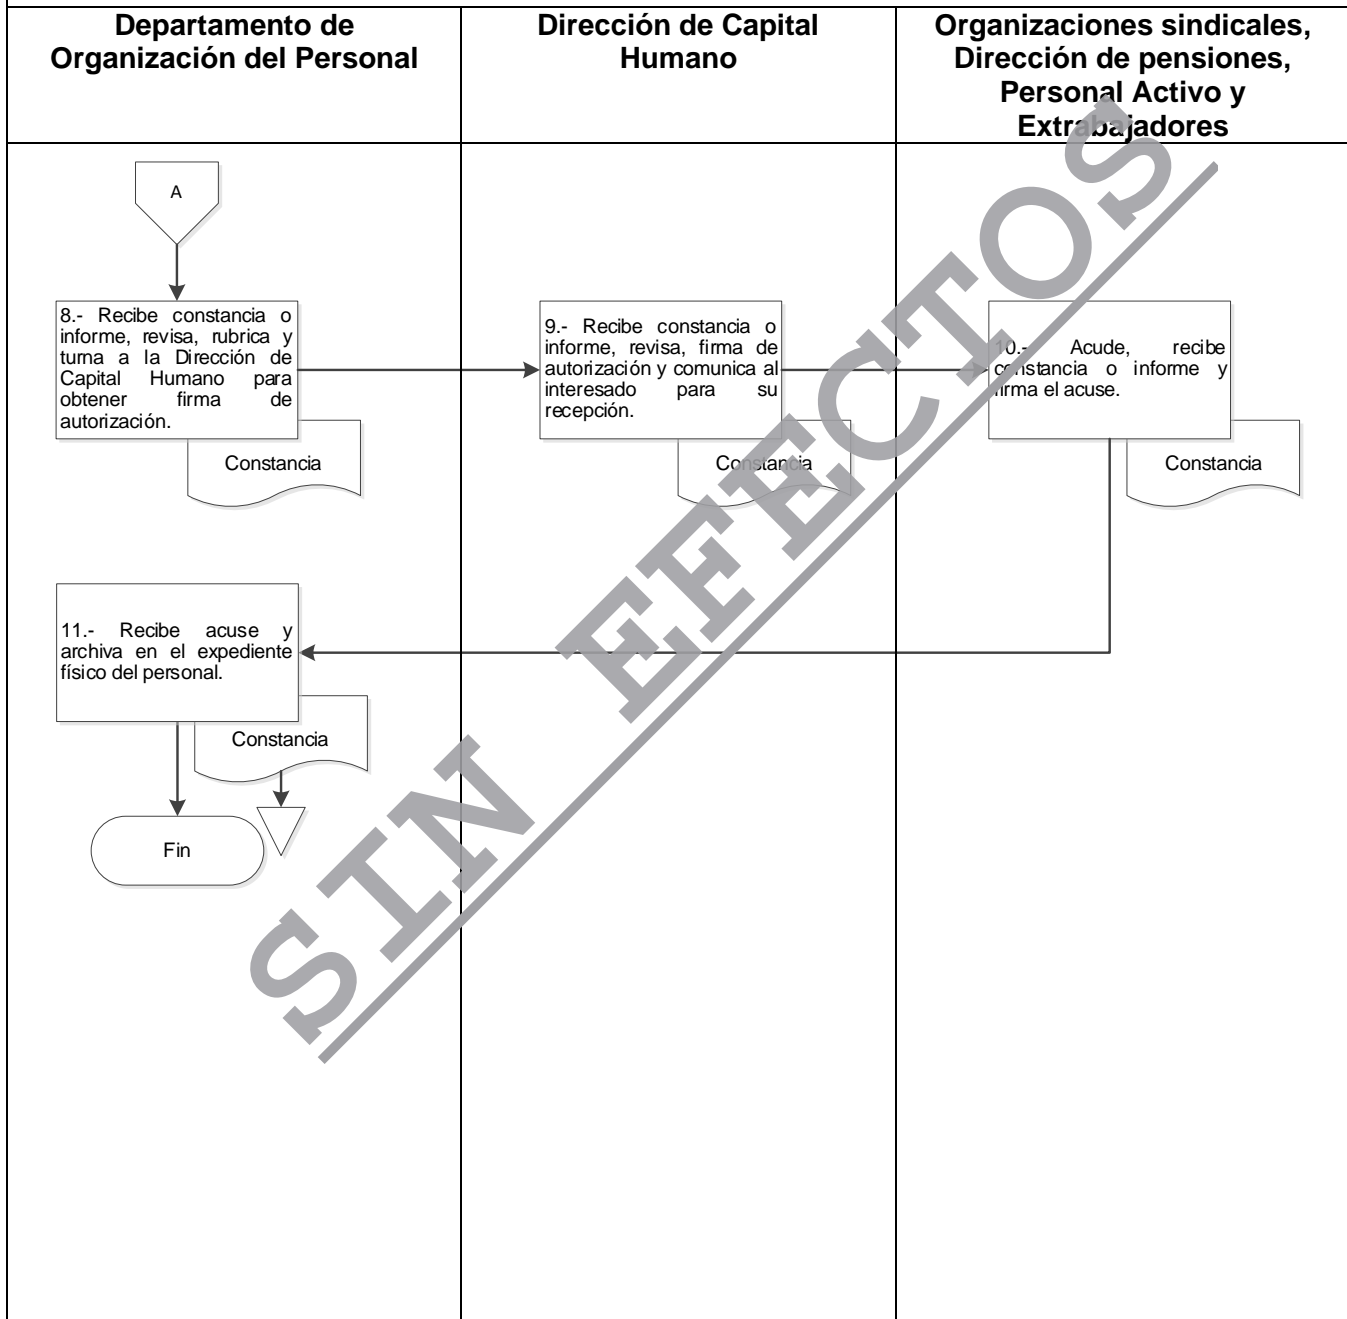 Departamento de
Organización del Personal
Dirección de Capital
Humano
Organizaciones sindicales,
Dirección de pensiones,
Personal Activo y
Extrabajadores
A
8.- Recibe constancia o
informe, revisa, rubrica y
turna a la Dirección de
Capital Humano para
obtener firma de
autorización.
Constancia
9.- Recibe constancia o
informe, revisa, firma de
autorización y comunica al
interesado para su
recepción.
Constancia
10.- Acude, recibe
constancia o informe y
firma el acuse.
Constancia
11.- Recibe acuse y
archiva en el expediente
físico del personal.
Constancia
Fin
SIN EFECTOS